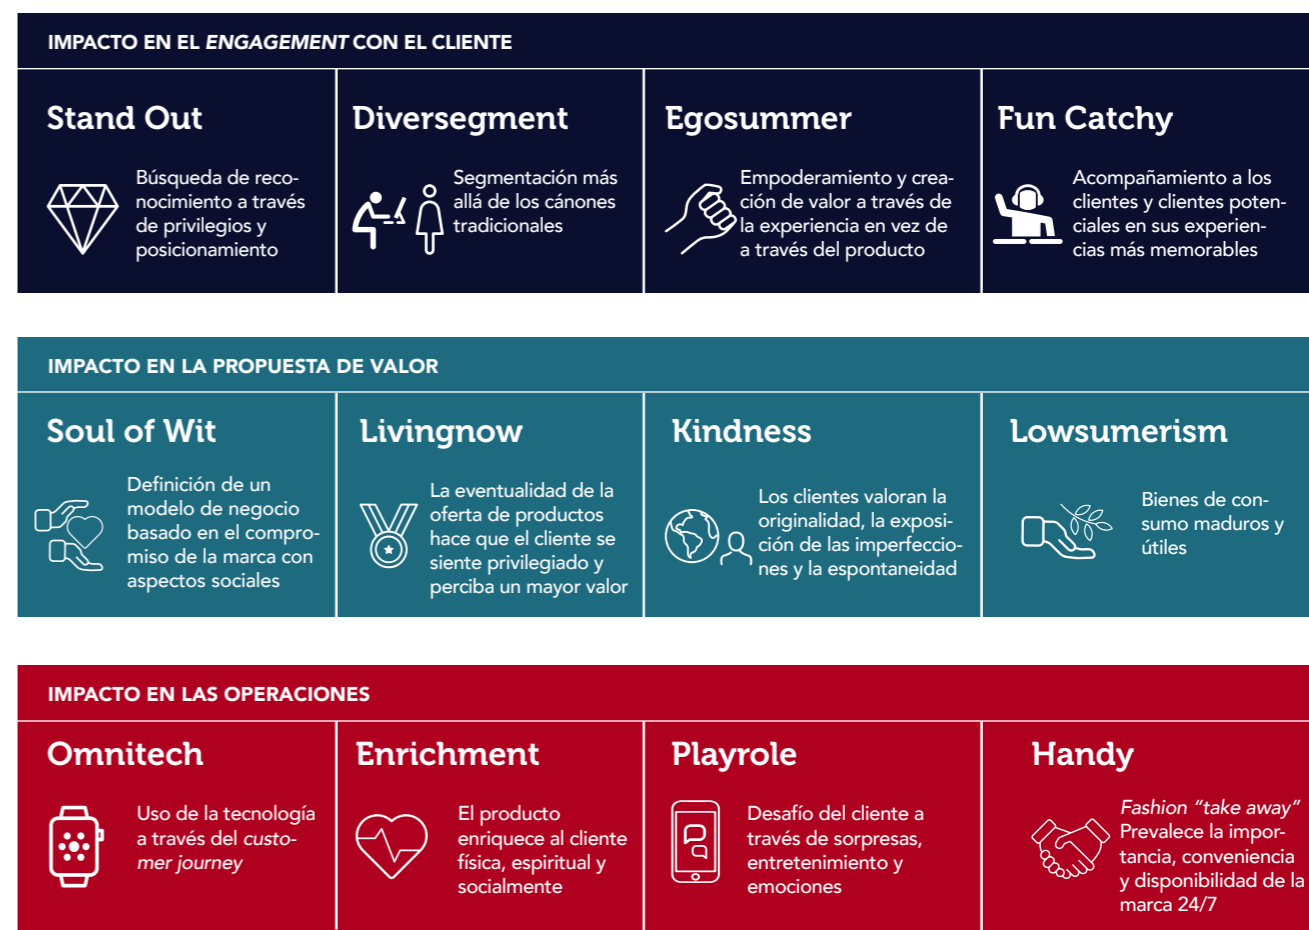 IMPACTO EN EL ENGAGEMENT CON EL CLIENTE
Stand Out
Búsqueda de reco-
nocimiento a través
de privilegios y
posicionamiento
Diversegment
Segmentación más
allá de los cánones
tradicionales
Egosummer
Empoderamiento y crea-
ción de valor a través de
la experiencia en vez de
a través del producto
Fun Catchy
Acompañamiento a los
clientes y clientes poten-
ciales en sus experien-
cias más memorables
IMPACTO EN LA PROPUESTA DE VALOR
Soul of Wit
Definición de un
modelo de negocio
basado en el compro-
miso de la marca con
aspectos sociales
Livingnow
La eventualidad de la
oferta de productos
hace que el cliente se
siente privilegiado y
perciba un mayor valor
Kindness
Los clientes valoran la
originalidad, la exposi-
ción de las imperfeccio-
nes y la espontaneidad
Lowsumerism
Bienes de con-
sumo maduros y
útiles
IMPACTO EN LAS OPERACIONES
Omnitech
Uso de la tecnología
a través del custo-
mer journey
Enrichment
El producto
enriquece al cliente
física, espiritual y
socialmente
Playrole
Desafío del cliente a
través de sorpresas,
entretenimiento y
emociones
Handy
Fashion “take away”
Prevalece la impor-
tancia, conveniencia
y disponibilidad de la
marca 24/7